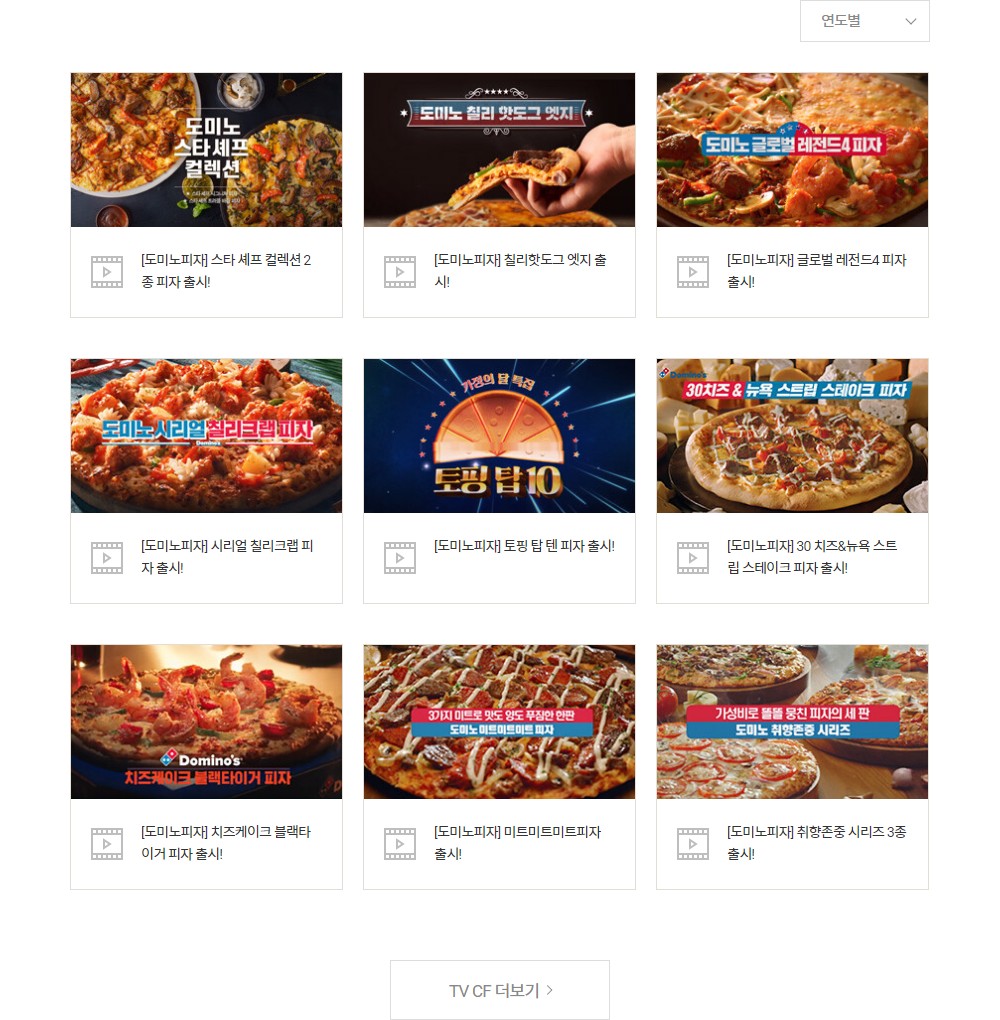 연도별
도미노
스타셰프
컬렉션
도미노 칠리 핫도그 엣지
도미노 글로벌 레전드4 피자
[도미노피자] 스타 셰프 컬렉션 2
종 피자 출시!
[도미노피자] 칠리핫도그 엣지 출
시!
[도미노피자] 글로벌 레전드4 피자
출시!
도미노 시리얼 칠리크랩 피자
Domino's
가정의 달 특집
토핑 탑 10
Domino's
30치즈 & 뉴욕 스트립 스테이크 피자
[도미노피자] 시리얼 칠리크랩 피
자 출시!
[도미노피자] 토핑 탑 텐 피자 출시!
[도미노피자] 30 치즈&뉴욕 스트
립 스테이크 피자 출시!
Domino's
치즈케이크 블랙타이거 피자
3가지 미트로 맛도 양도 푸짐한 한판
도미노 미트미트미트 피자
가성비로 똘똘 뭉친 피자의 세 판
도미노 취향존중 시리즈
[도미노피자] 치즈케이크 블랙타
이거 피자 출시!
[도미노피자] 미트미트미트피자
출시!
[도미노피자] 취향존중 시리즈 3종
출시!
TV CF 더보기